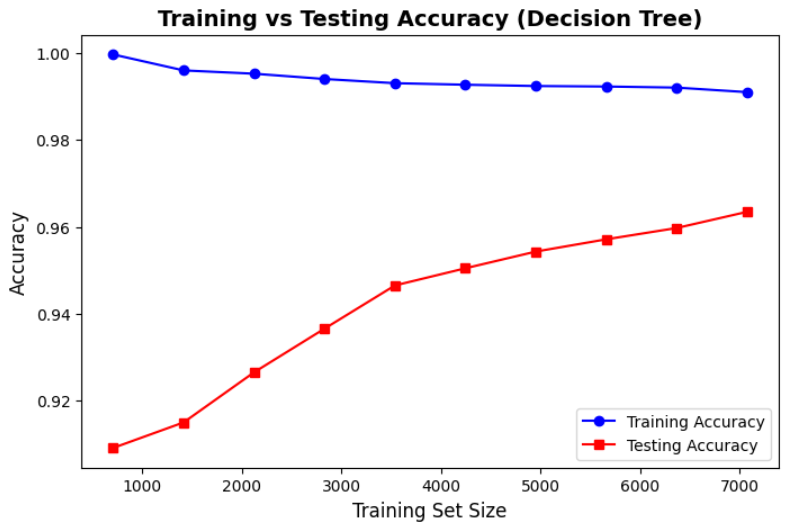 Training vs Testing Accuracy (Decision Tree)
1.00
0.98
0.96
0.94
0.92
Accuracy
1000 2000 3000 4000 5000 6000 7000
Training Set Size
Training Accuracy
Testing Accuracy